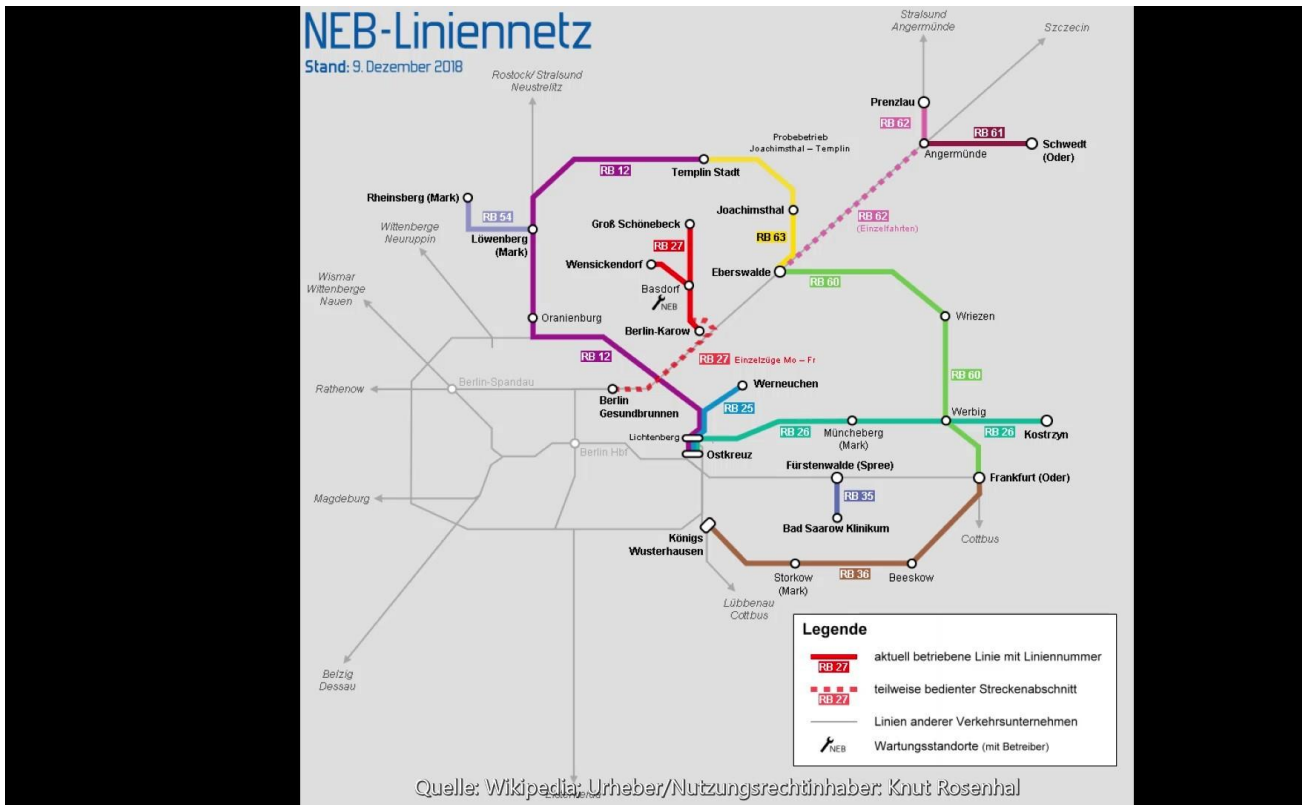 NEB-Liniennetz
Stand: 9. Dezember 2018
Stralsund
Angermünde
Szczecin
Rostock/ Stralsund
Neustrelitz
Prenzlau
RB 62
RB 61
Angermünde
Schwedt
(Oder)
Probebetrieb
Joachimsthal – Templin
RB 12
Templin Stadt
Rheinsberg (Mark)
RB 54
Löwenberg
(Mark)
Joachimsthal
RB 62
(Einzelfahrten)
Groß Schönebeck
RB 63
RB 27
Wittenberge
Neuruppin
Wensickendorf
Eberswalde
RB 60
Basdorf
NEB
Wismar
Wittenberge
Nauen
Oranienburg
Berlin-Karow
Wriezen
RB 12
RB 27 Einzelzüge Mo – Fr
Rathenow
Berlin-Spandau
Berlin
Gesundbrunnen
Werneuchen
RB 60
RB 25
Werbig
Lichtenberg
RB 26
Müncheberg
(Mark)
RB 26
Kostrzyn
Berlin Hbf
Ostkreuz
Fürstenwalde (Spree)
Frankfurt (Oder)
Magdeburg
RB 35
Bad Saarow Klinikum
Königs
Wusterhausen
Cottbus
Storkow
(Mark)
RB 36
Beeskow
Lübbenau
Cottbus
Belzig
Dessau
Legende
RB 27
aktuell betriebene Linie mit Liniennummer
RB 27
teilweise bedienter Streckenabschnitt
Linien anderer Verkehrsunternehmen
NEB
Wartungsstandorte (mit Betreiber)
Quelle: Wikipedia; Urheber/Nutzungsrechtinhaber: Knut Rosenhal